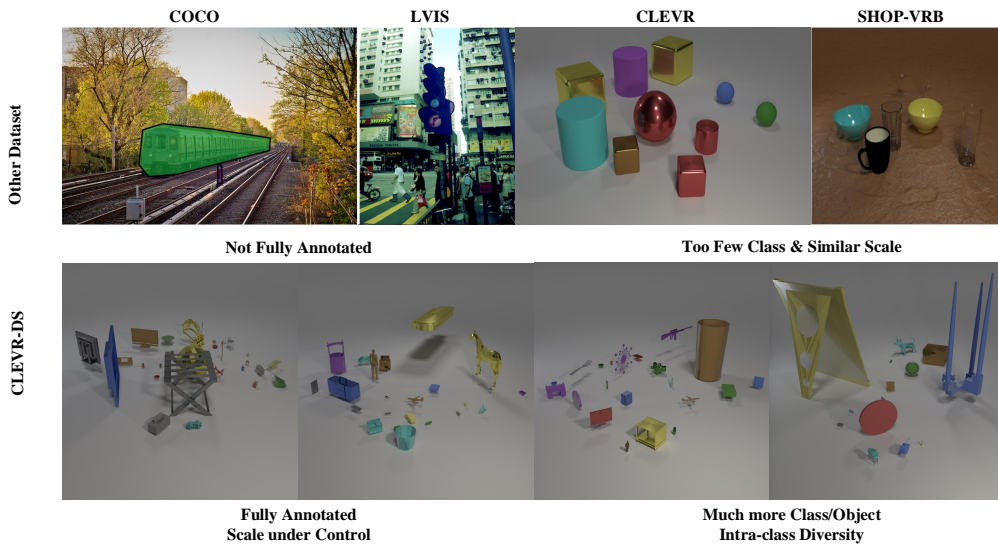 COCO
LVIS
CLEVR
SHOP-VRB
Other Dataset
Not Fully Annotated
Too Few Class & Similar Scale
CLEVR-DS
Fully Annotated
Scale under Control
Much more Class/Object
Intra-class Diversity